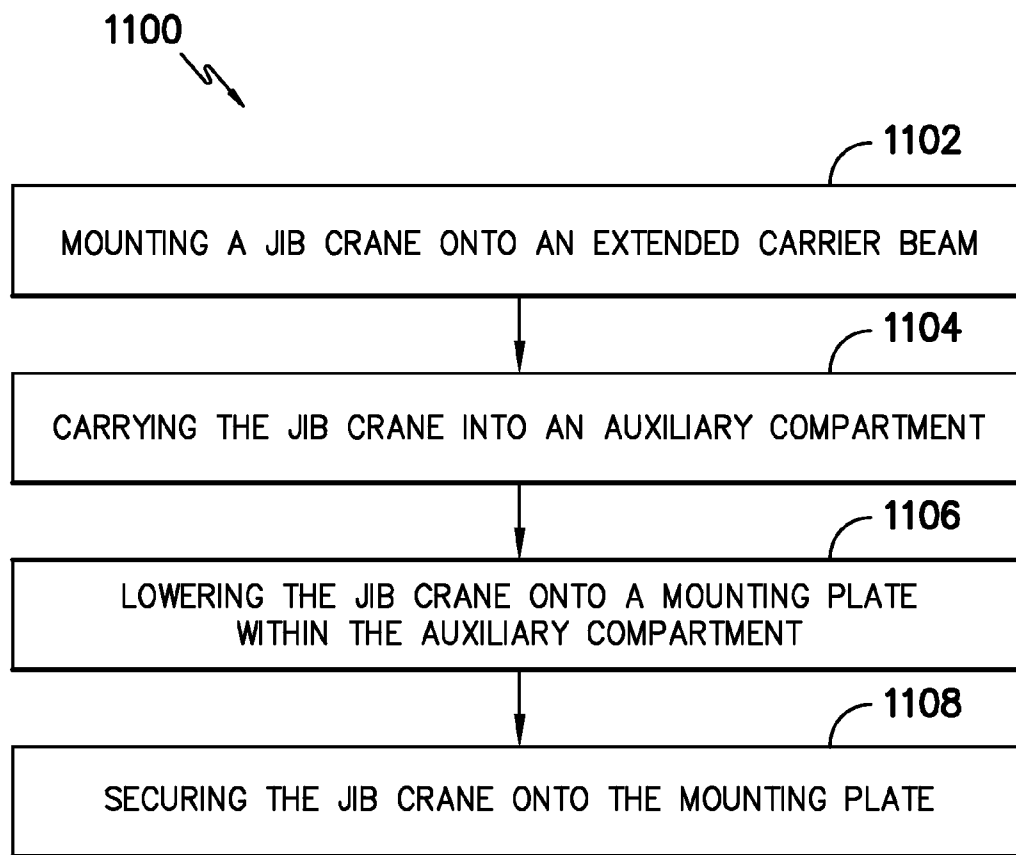 1100
1102
MOUNTING A JIB CRANE ONTO AN EXTENDED CARRIER BEAM
1104
CARRYING THE JIB CRANE INTO AN AUXILIARY COMPARTMENT
1106
LOWERING THE JIB CRANE ONTO A MOUNTING PLATE
WITHIN THE AUXILIARY COMPARTMENT
1108
SECURING THE JIB CRANE ONTO THE MOUNTING PLATE